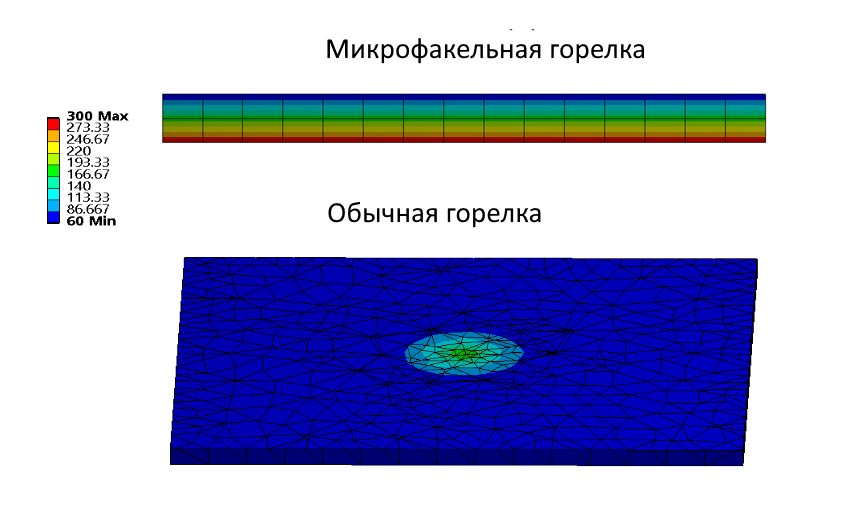 Микрофакельная горелка
300 Max
273.33
246.67
220
193.33
166.67
140
113.33
86.667
60 Min
Обычная горелка